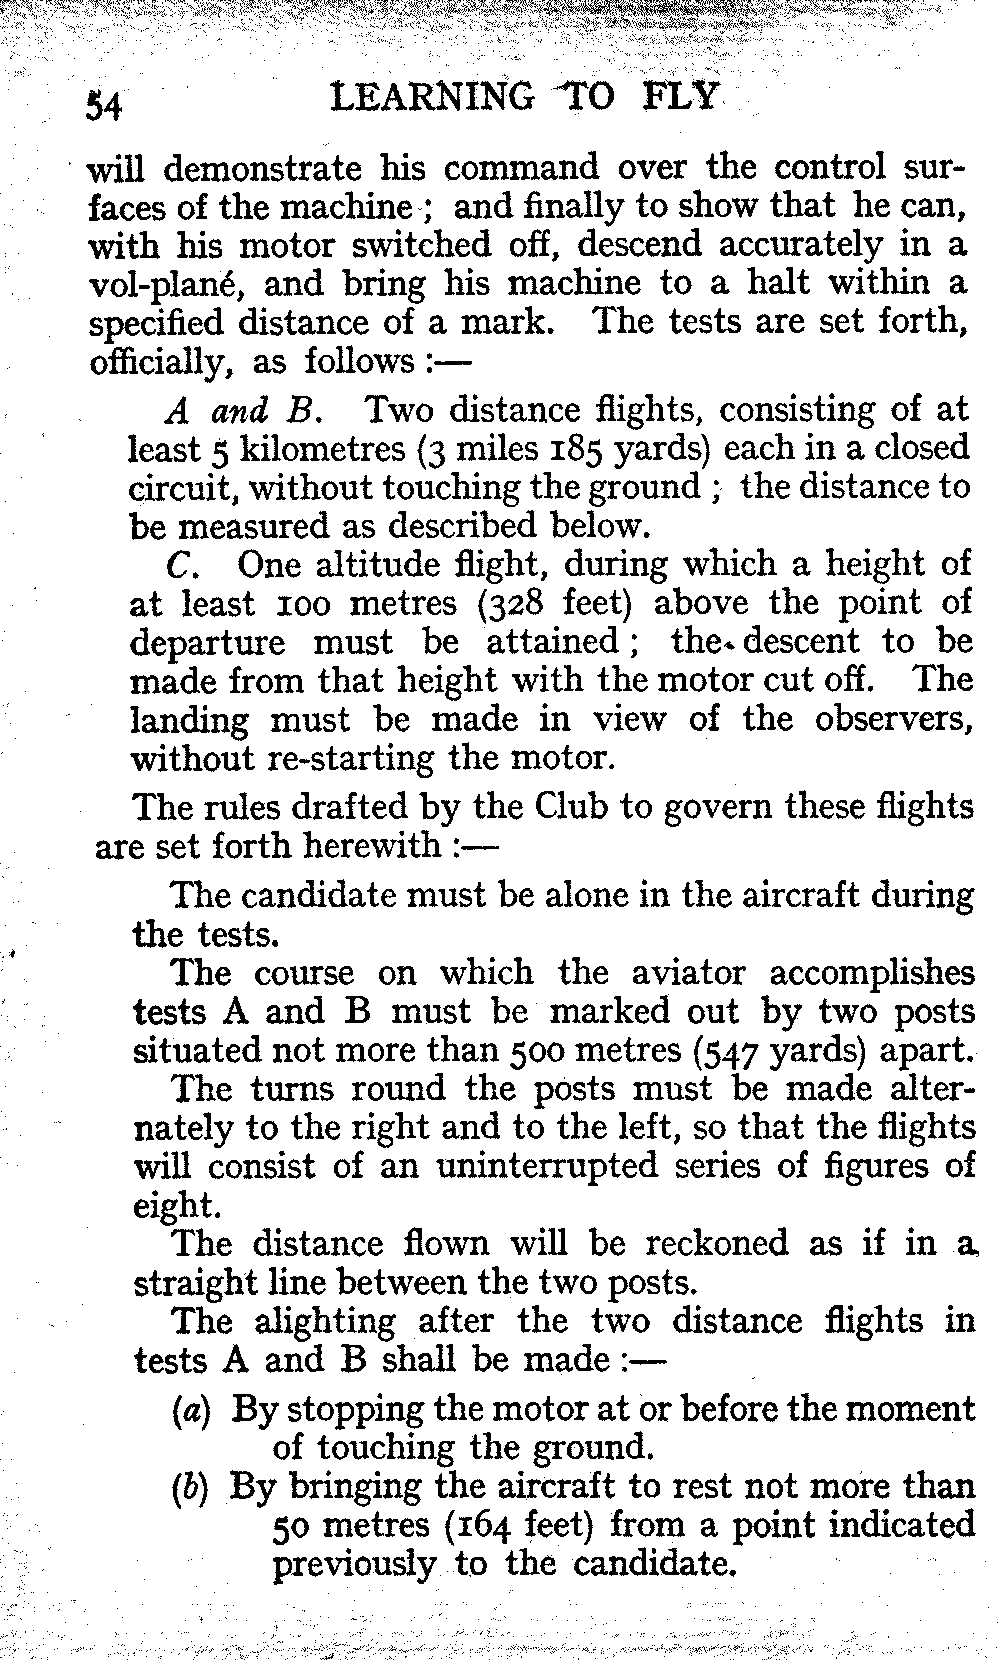 54 LEARNING TO FLY
will demonstrate his command over the control sur-
faces of the machine ; and finally to show that he can,
with his motor switched off, descend accurately in a
vol-plané, and bring his machine to a halt within a
specified distance of a mark. The tests are set forth,
officially, as follows :—
A and B. Two distance flights, consisting of at
least 5 kilometres (3 miles 185 yards) each in a closed
circuit, without touching the ground ; the distance to
be measured as described below.
C. One altitude flight, during which a height of
at least 100 metres (328 feet) above the point of
departure must be attained ; the descent to be
made from that height with the motor cut off. The
landing must be made in view of the observers,
without re-starting the motor.
The rules drafted by the Club to govern these flights
are set forth herewith :—
The candidate must be alone in the aircraft during
the tests.
The course on which the aviator accomplishes
tests A and B must be marked out by two posts
situated not more than 500 metres (547 yards) apart.
The turns round the posts must be made alter-
nately to the right and to the left, so that the flights
will consist of an uninterrupted series of figures of
eight.
The distance flown will be reckoned as if in a
straight line between the two posts.
The alighting after the two distance flights in
tests A and B shall be made :—
(a) By stopping the motor at or before the moment
of touching the ground.
(b) By bringing the aircraft to rest not more than
50 metres (164 feet) from a point indicated
previously to the candidate.